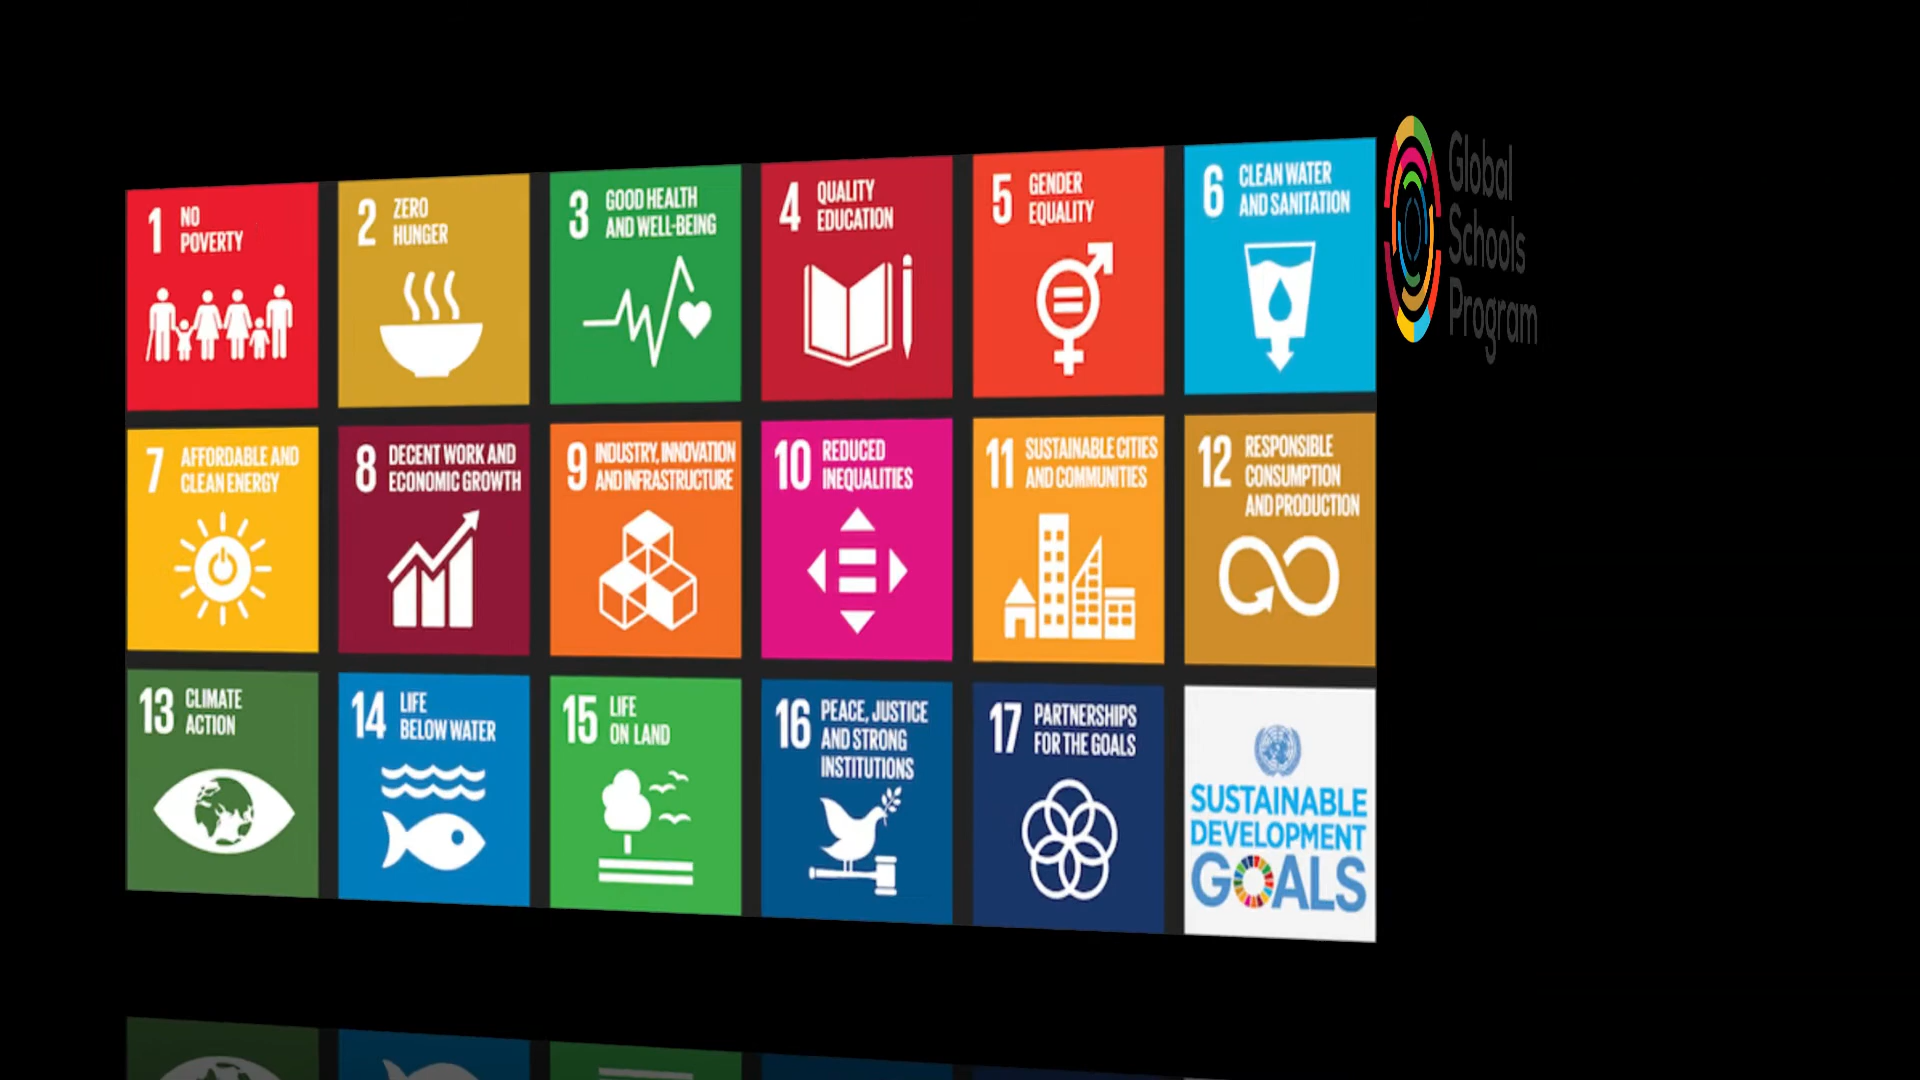 1 NO
POVERTY
2 ZERO
HUNGER
3 GOOD HEALTH
AND WELL-BEING
4 QUALITY
EDUCATION
5 GENDER
EQUALITY
6 CLEAN WATER
AND SANITATION
Global
Schools
Program
7 AFFORDABLE AND
CLEAN ENERGY
8 DECENT WORK AND
ECONOMIC GROWTH
9 INDUSTRY, INNOVATION
AND INFRASTRUCTURE
10 REDUCED
INEQUALITIES
11 SUSTAINABLE CITIES
AND COMMUNITIES
12 RESPONSIBLE
CONSUMPTION
AND PRODUCTION
13 CLIMATE
ACTION
14 LIFE
BELOW WATER
15 LIFE
ON LAND
16 PEACE, JUSTICE
AND STRONG
INSTITUTIONS
17 PARTNERSHIPS
FOR THE GOALS
SUSTAINABLE
DEVELOPMENT
GOALS